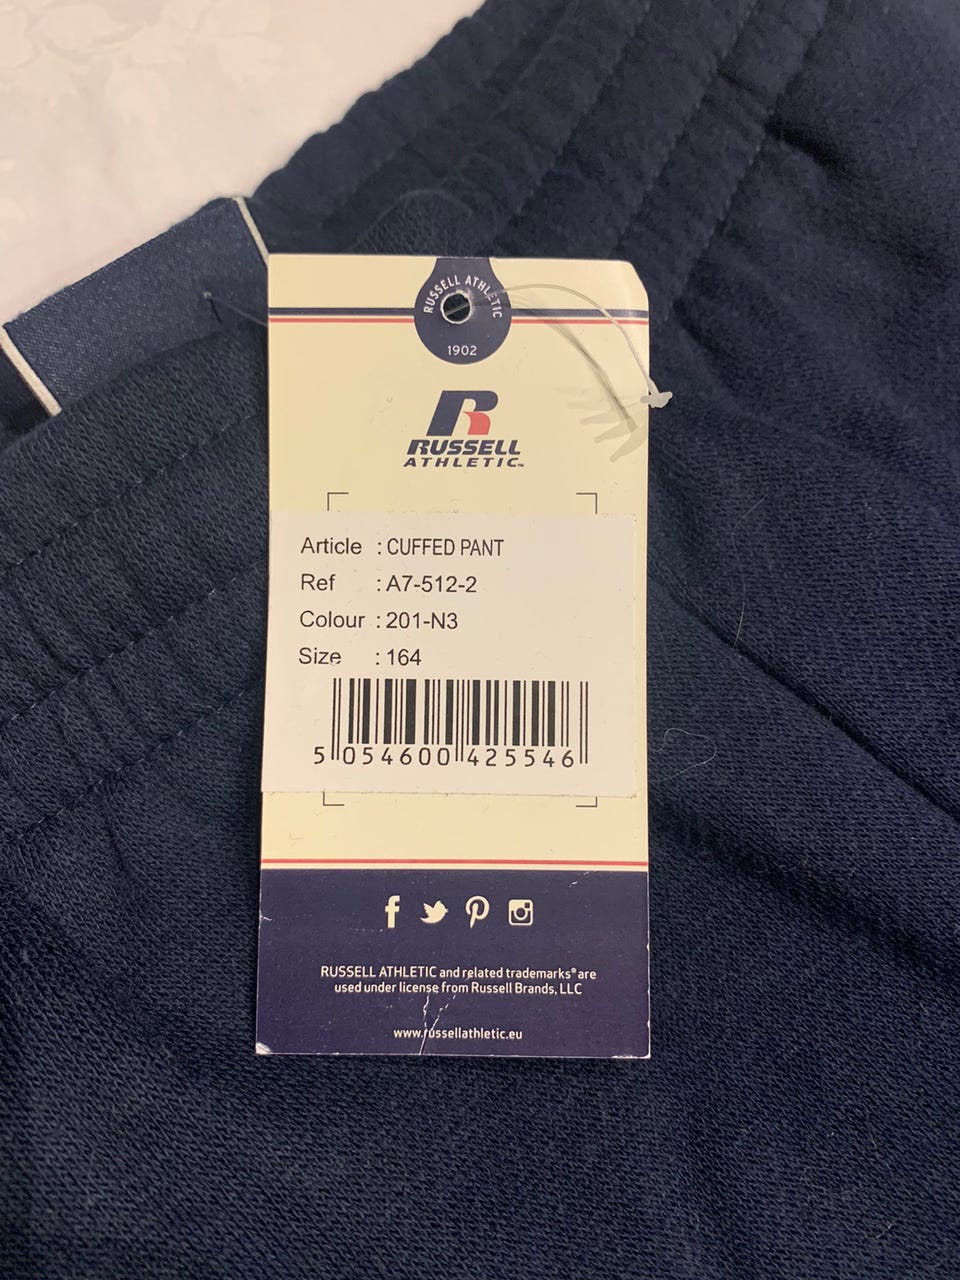 RUSSELL ATHLETIC
1902
RUSSELL
ATHLETIC™
Article : CUFFED PANT
Ref : A7-512-2
Colour : 201-N3
Size : 164
5 054600 425546
RUSSELL ATHLETIC and related trademarks® are
used under license from Russell Brands, LLC
www.russellathletic.eu